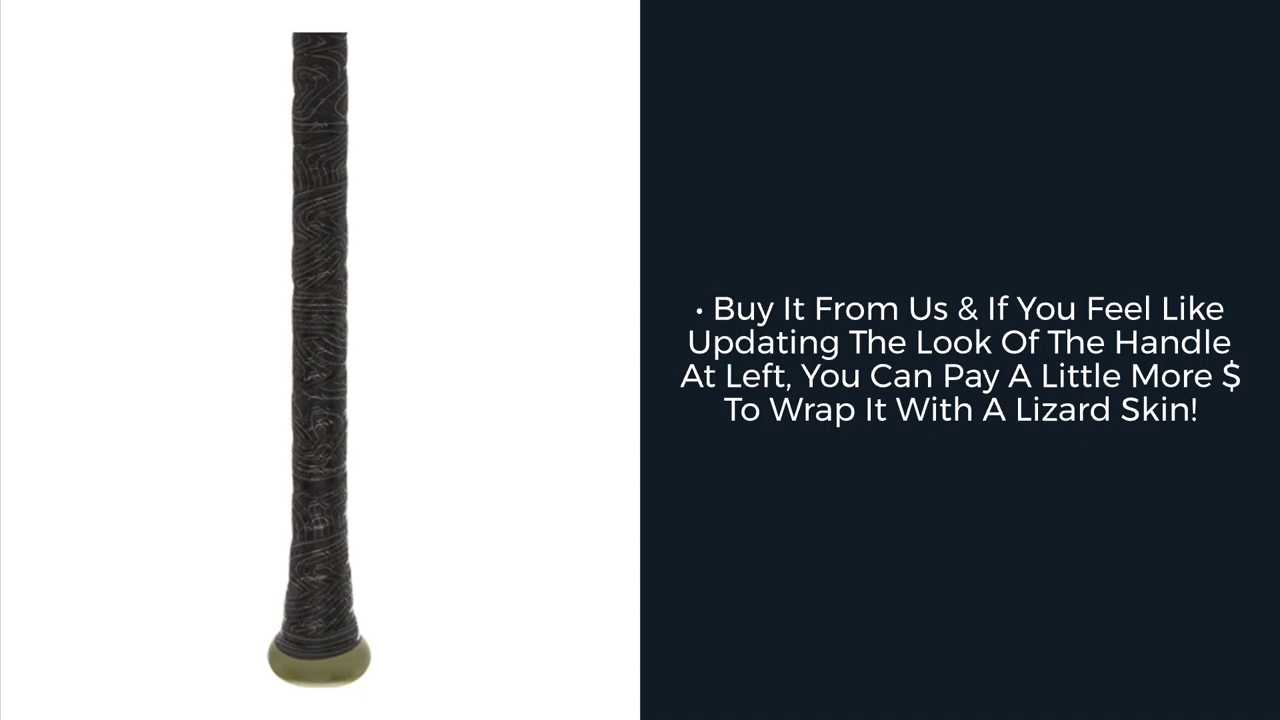 • Buy It From Us & If You Feel Like
Updating The Look Of The Handle
At Left, You Can Pay A Little More $
To Wrap It With A Lizard Skin!